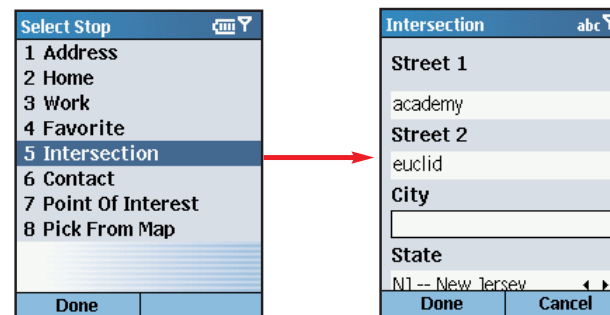 Select Stop
1 Address
2 Home
3 Work
4 Favorite
5 Intersection
6 Contact
7 Point Of Interest
8 Pick From Map
Done
Intersection abc
Street 1
academy
Street 2
euclid
City
State
NJ -- New Jersey
Done Cancel